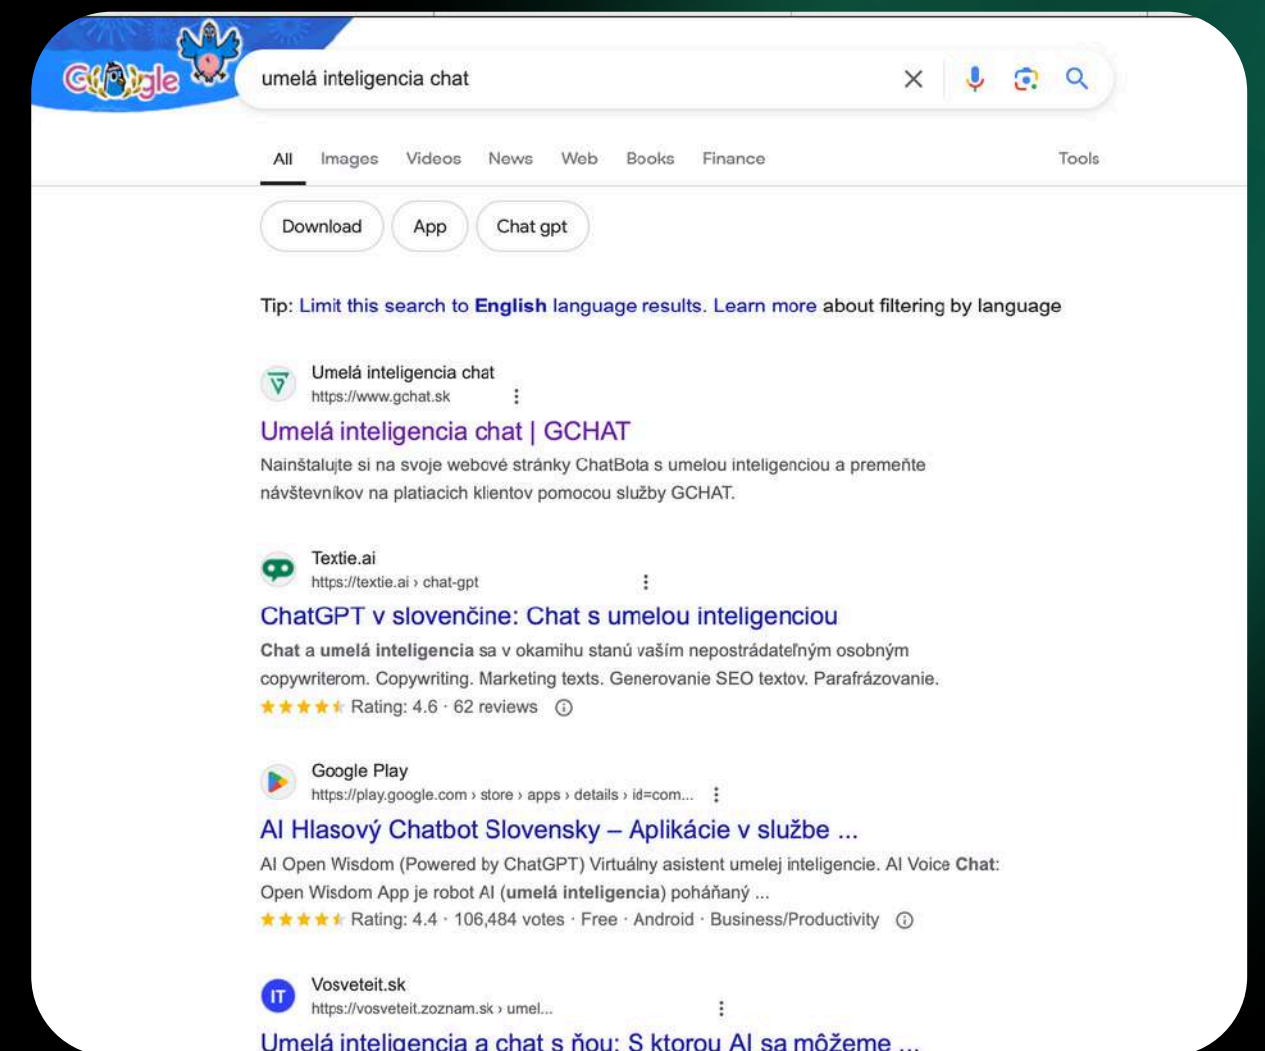 Google
umelá inteligencia chat
All Images Videos News Web Books Finance Tools
Download App Chat gpt
Tip: Limit this search to English language results. Learn more about filtering by language
Umelá inteligencia chat
https://www.gchat.sk
Umelá inteligencia chat | GCHAT
Nainštalujte si na svoje webové stránky ChatBota s umelou inteligenciou a premeňte
návštevníkov na platiacich klientov pomocou služby GCHAT.
Textie.ai
https://textie.ai › chat-gpt
ChatGPT v slovenčine: Chat s umelou inteligenciou
Chat a umelá inteligencia sa v okamihu stanú vaším nepostrádateľným osobným
copywriterom. Copywriting. Marketing texts. Generovanie SEO textov. Parafrázovanie.
Rating: 4.6 · 62 reviews
Google Play
https://play.google.com › store › apps › details › id=com...
AI Hlasový Chatbot Slovensky – Aplikácie v službe ...
AI Open Wisdom (Powered by ChatGPT) Virtuálny asistent umelej inteligencie. AI Voice Chat:
Open Wisdom App je robot AI (umelá inteligencia) poháňaný ...
Rating: 4.4 · 106,484 votes · Free · Android · Business/Productivity
IT
Vosveteit.sk
https://vosveteit.zoznam.sk › umel...
Umelá inteligencia a chat s ňou: S ktorou AI sa môžeme ...